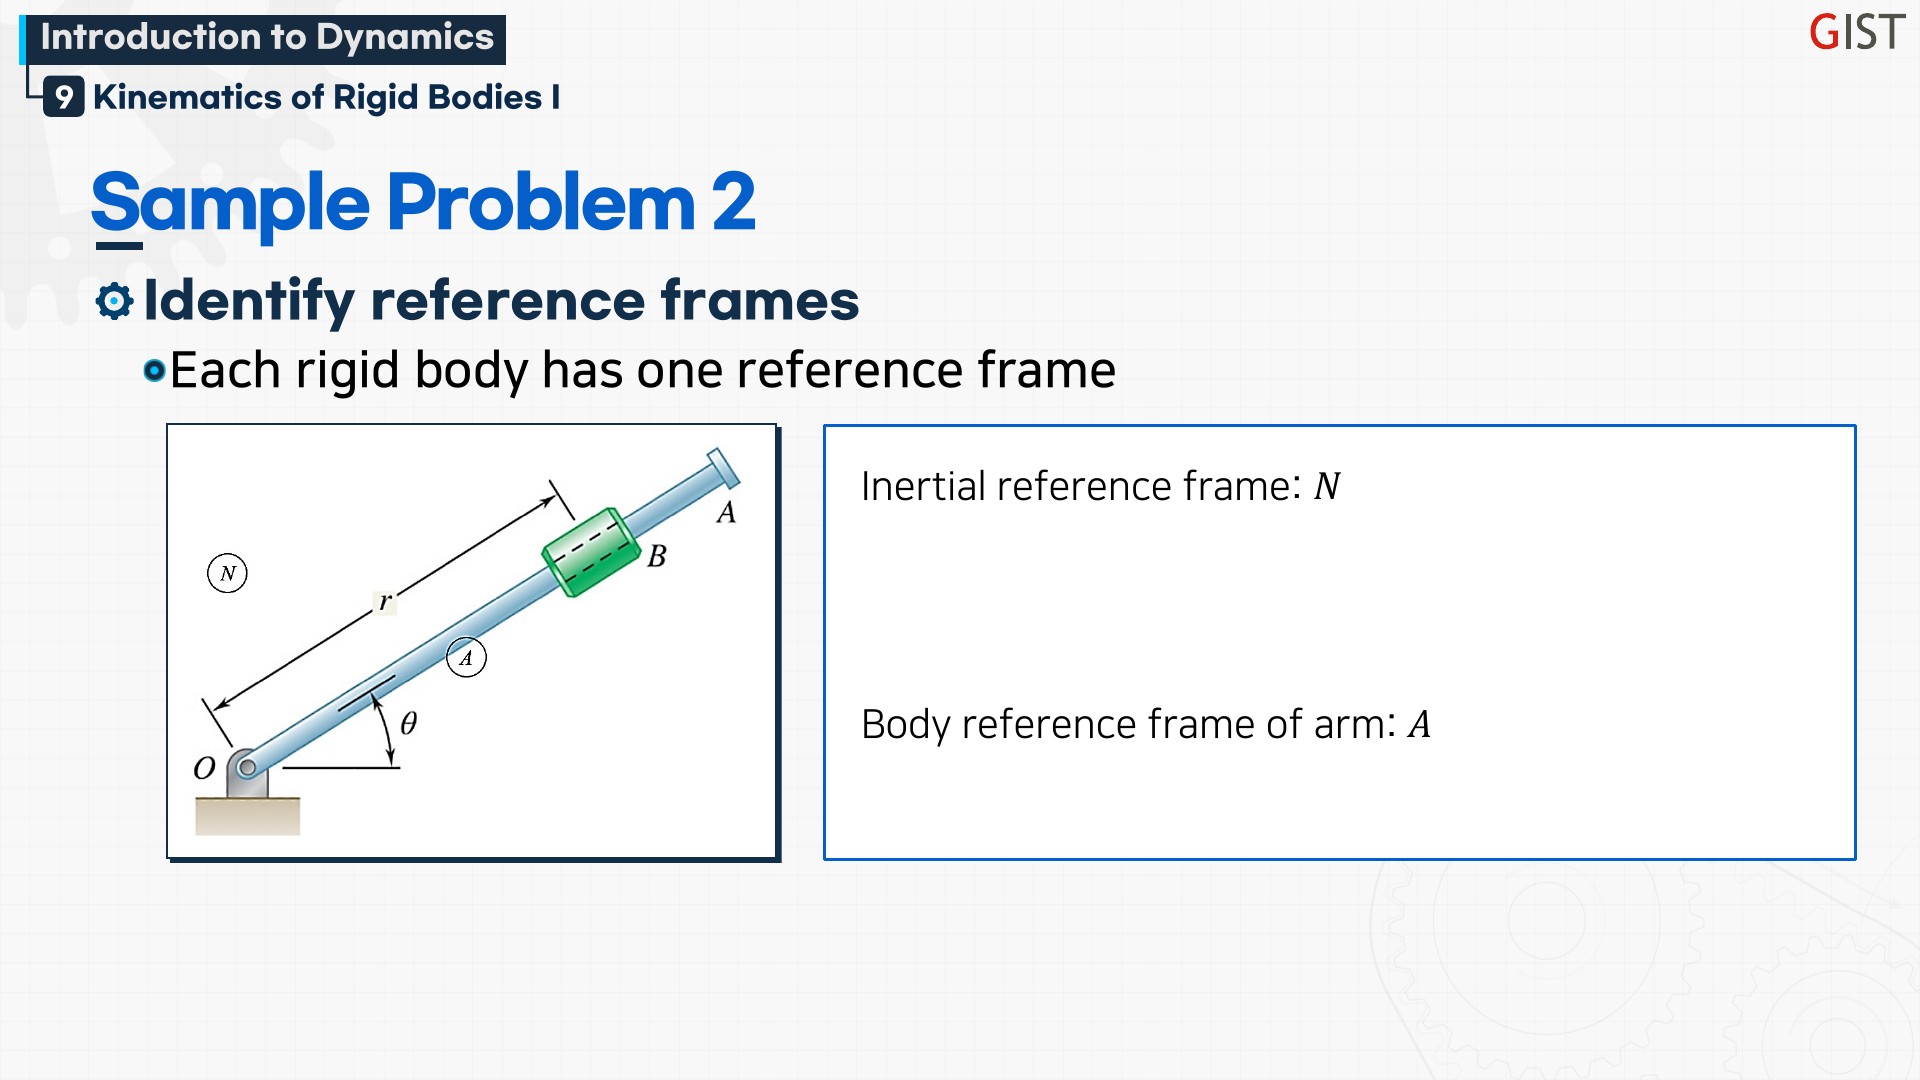 Introduction to Dynamics
GIST
9 Kinematics of Rigid Bodies I
Sample Problem 2
Identify reference frames
Each rigid body has one reference frame
A
B
N
r
A
θ
O
Inertial reference frame: N
Body reference frame of arm: A